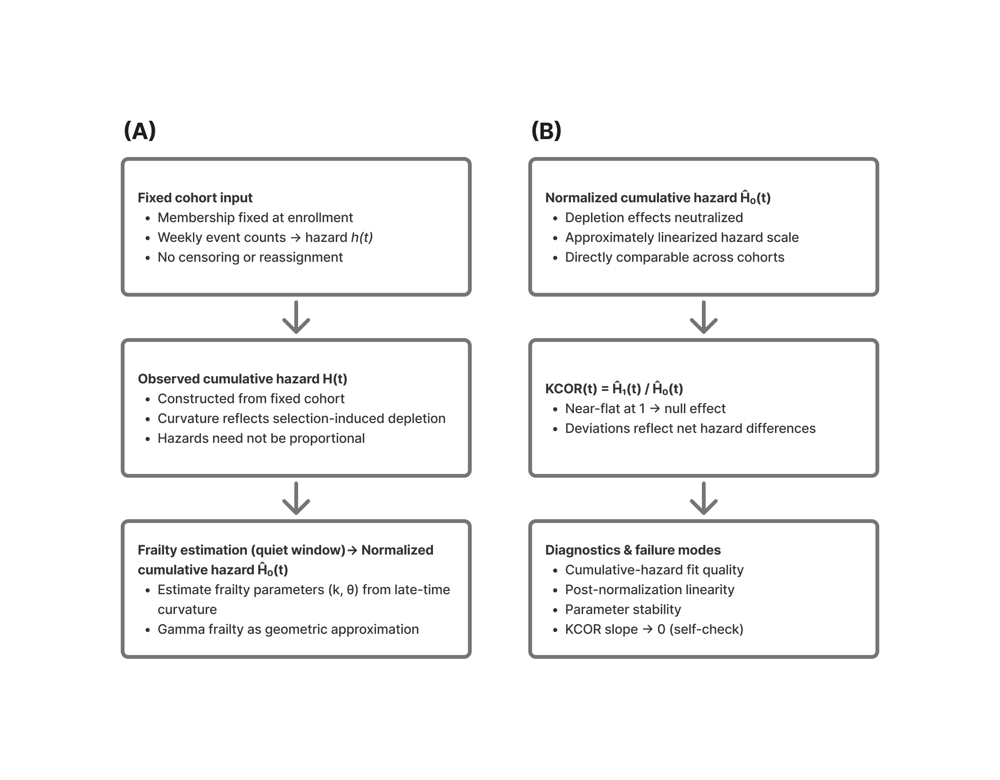 (A)
Fixed cohort input
• Membership fixed at enrollment
• Weekly event counts → hazard h(t)
• No censoring or reassignment
Observed cumulative hazard H(t)
• Constructed from fixed cohort
• Curvature reflects selection-induced depletion
• Hazards need not be proportional
Frailty estimation (quiet window)→ Normalized
cumulative hazard Ĥ₀(t)
• Estimate frailty parameters (k, θ) from late-time
curvature
• Gamma frailty as geometric approximation
(B)
Normalized cumulative hazard Ĥ₀(t)
• Depletion effects neutralized
• Approximately linearized hazard scale
• Directly comparable across cohorts
KCOR(t) = Ĥ₁(t) / Ĥ₀(t)
• Near-flat at 1 → null effect
• Deviations reflect net hazard differences
Diagnostics & failure modes
• Cumulative-hazard fit quality
• Post-normalization linearity
• Parameter stability
• KCOR slope → 0 (self-check)